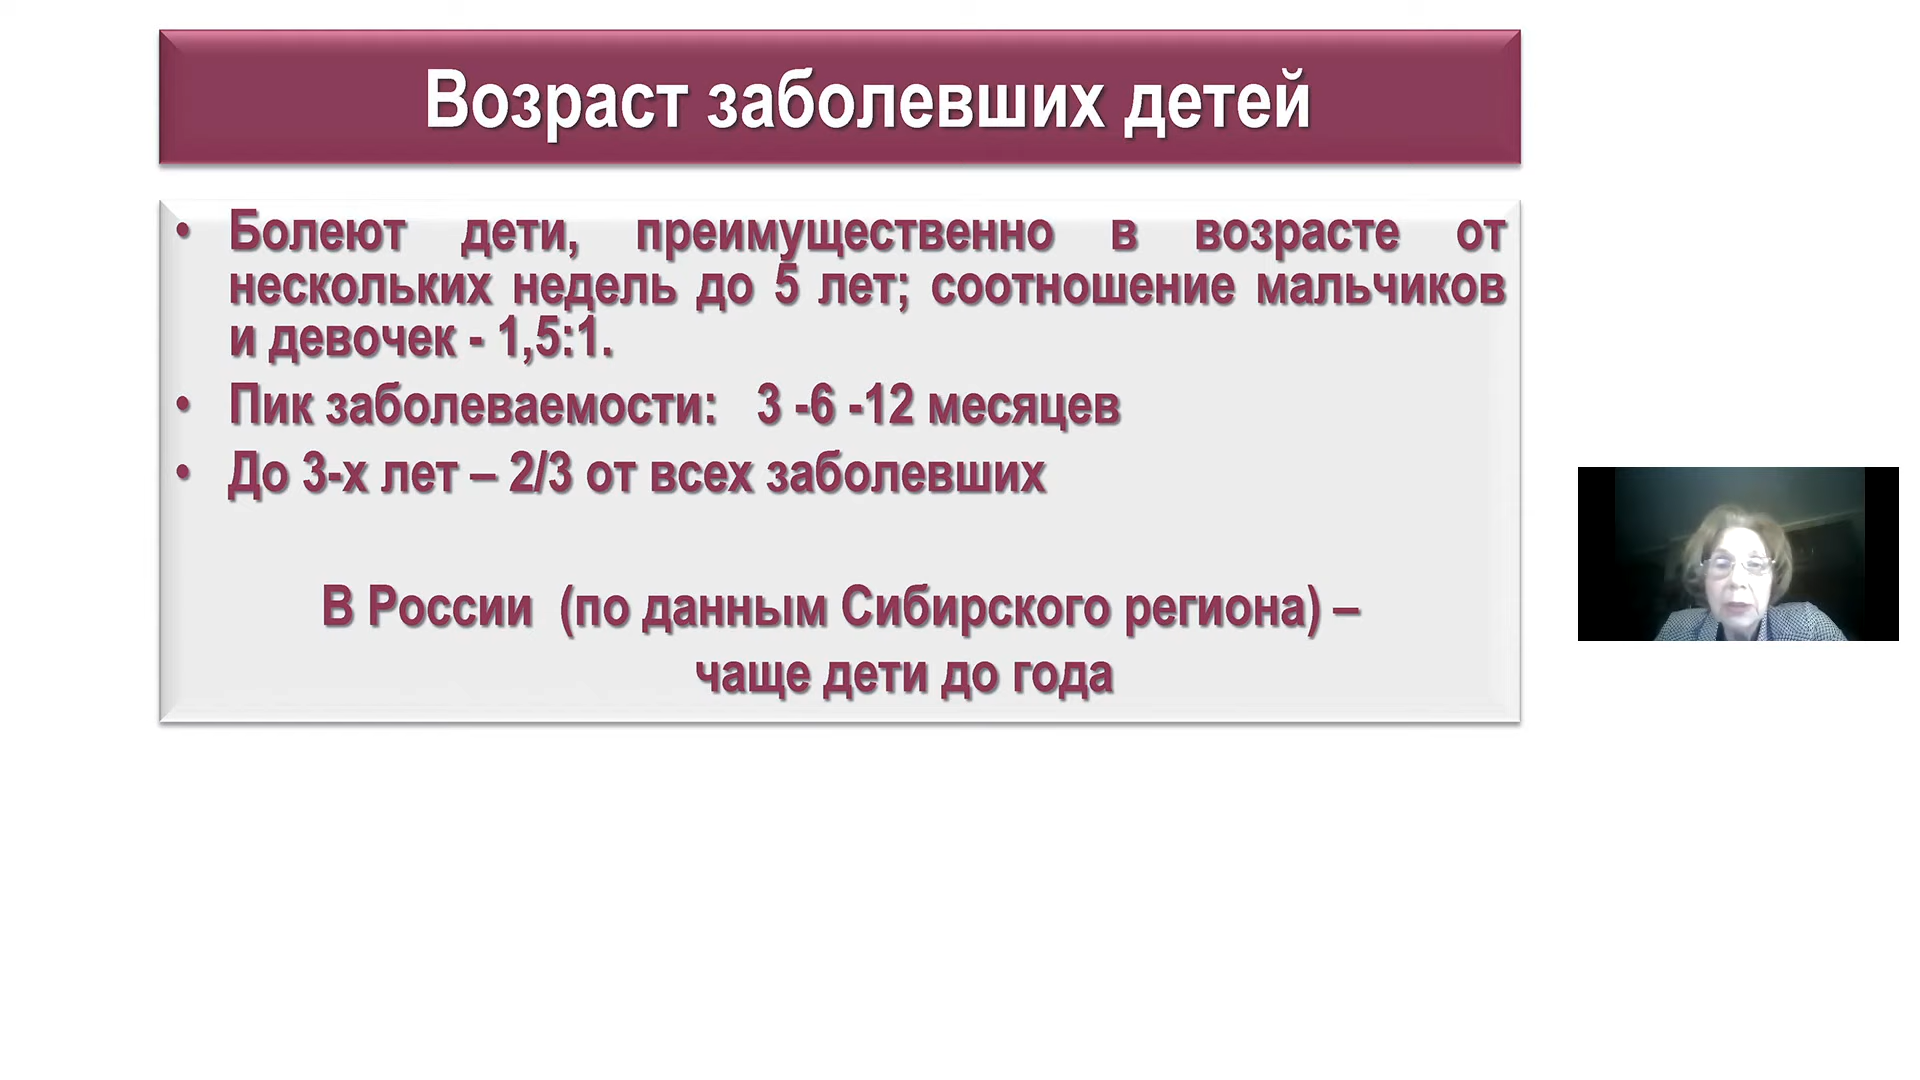 Возраст заболевших детей
• Болеют дети, преимущественно в возрасте от
нескольких недель до 5 лет; соотношение мальчиков
и девочек - 1,5:1.
• Пик заболеваемости: 3 -6 -12 месяцев
• До 3-х лет – 2/3 от всех заболевших
В России (по данным Сибирского региона) –
чаще дети до года